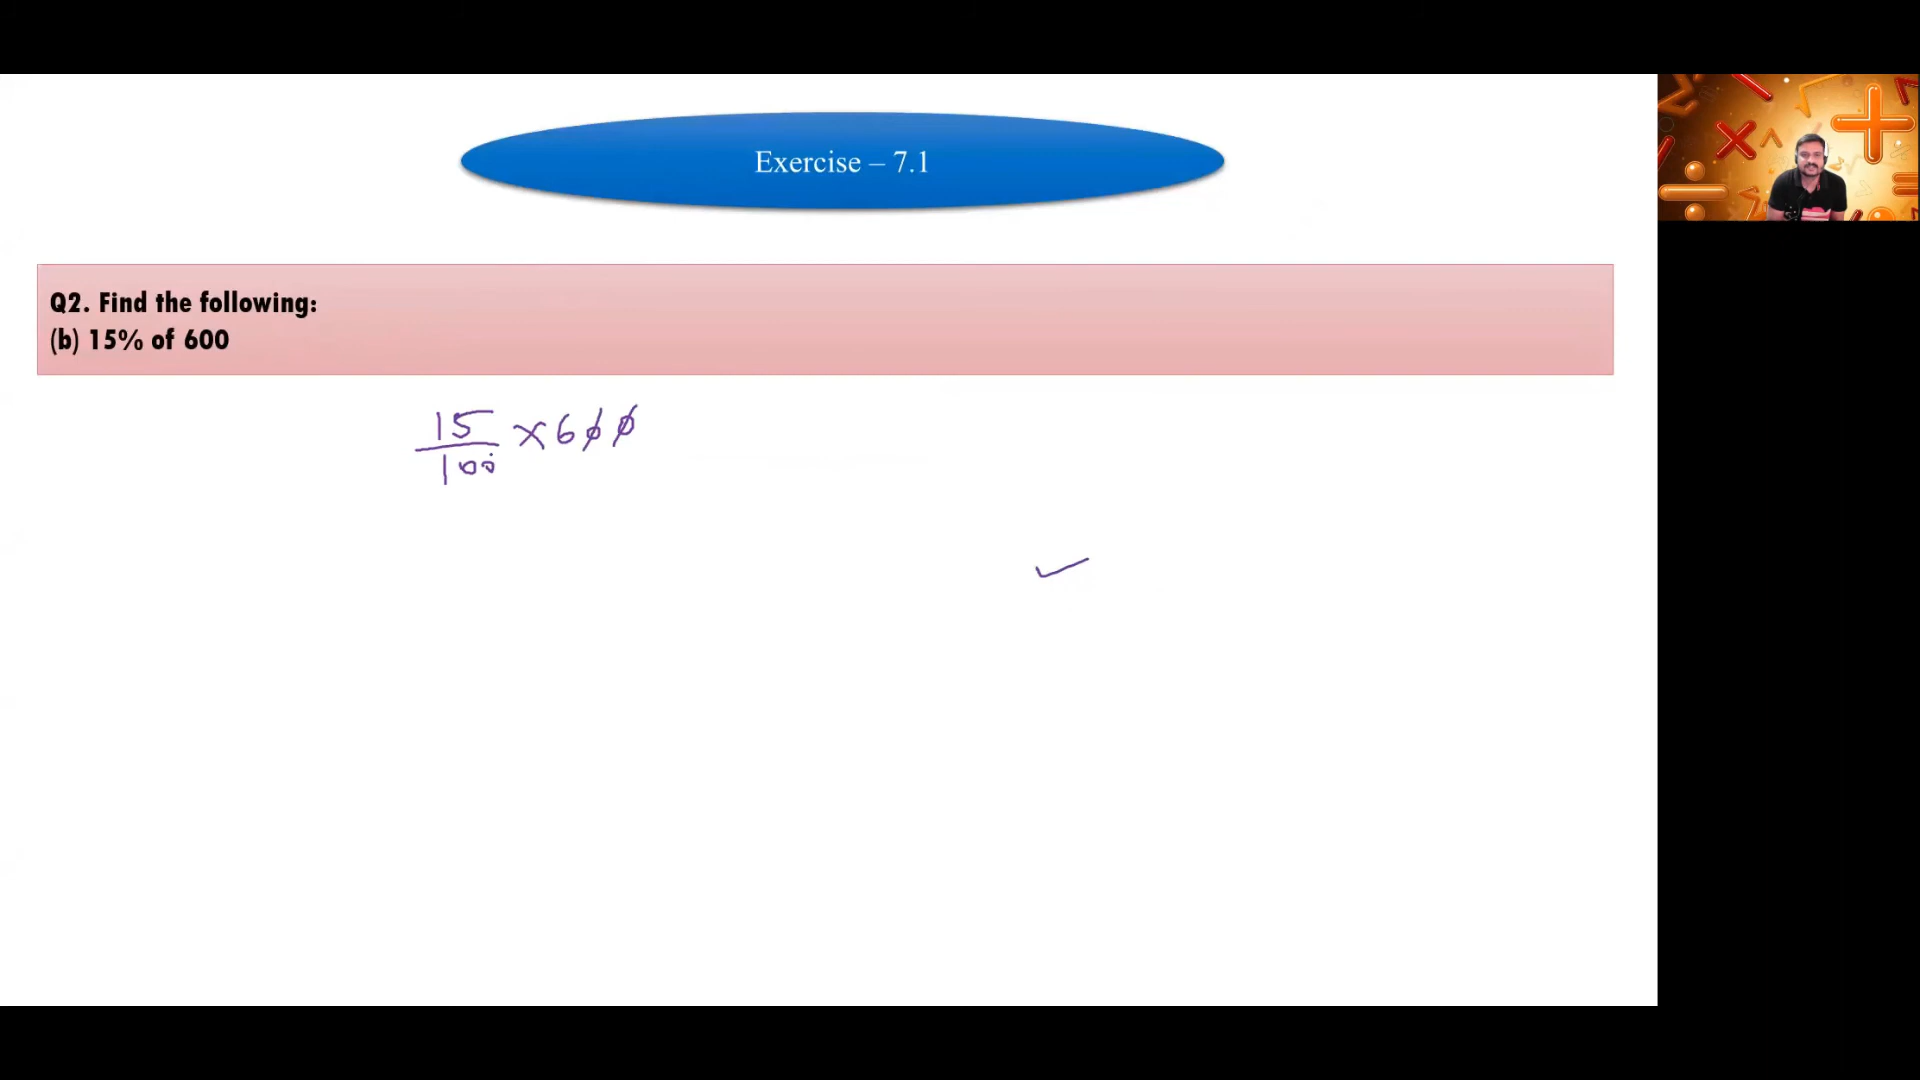 Exercise – 7.1
Q2. Find the following:
(b) 15% of 600
15/100 × 600